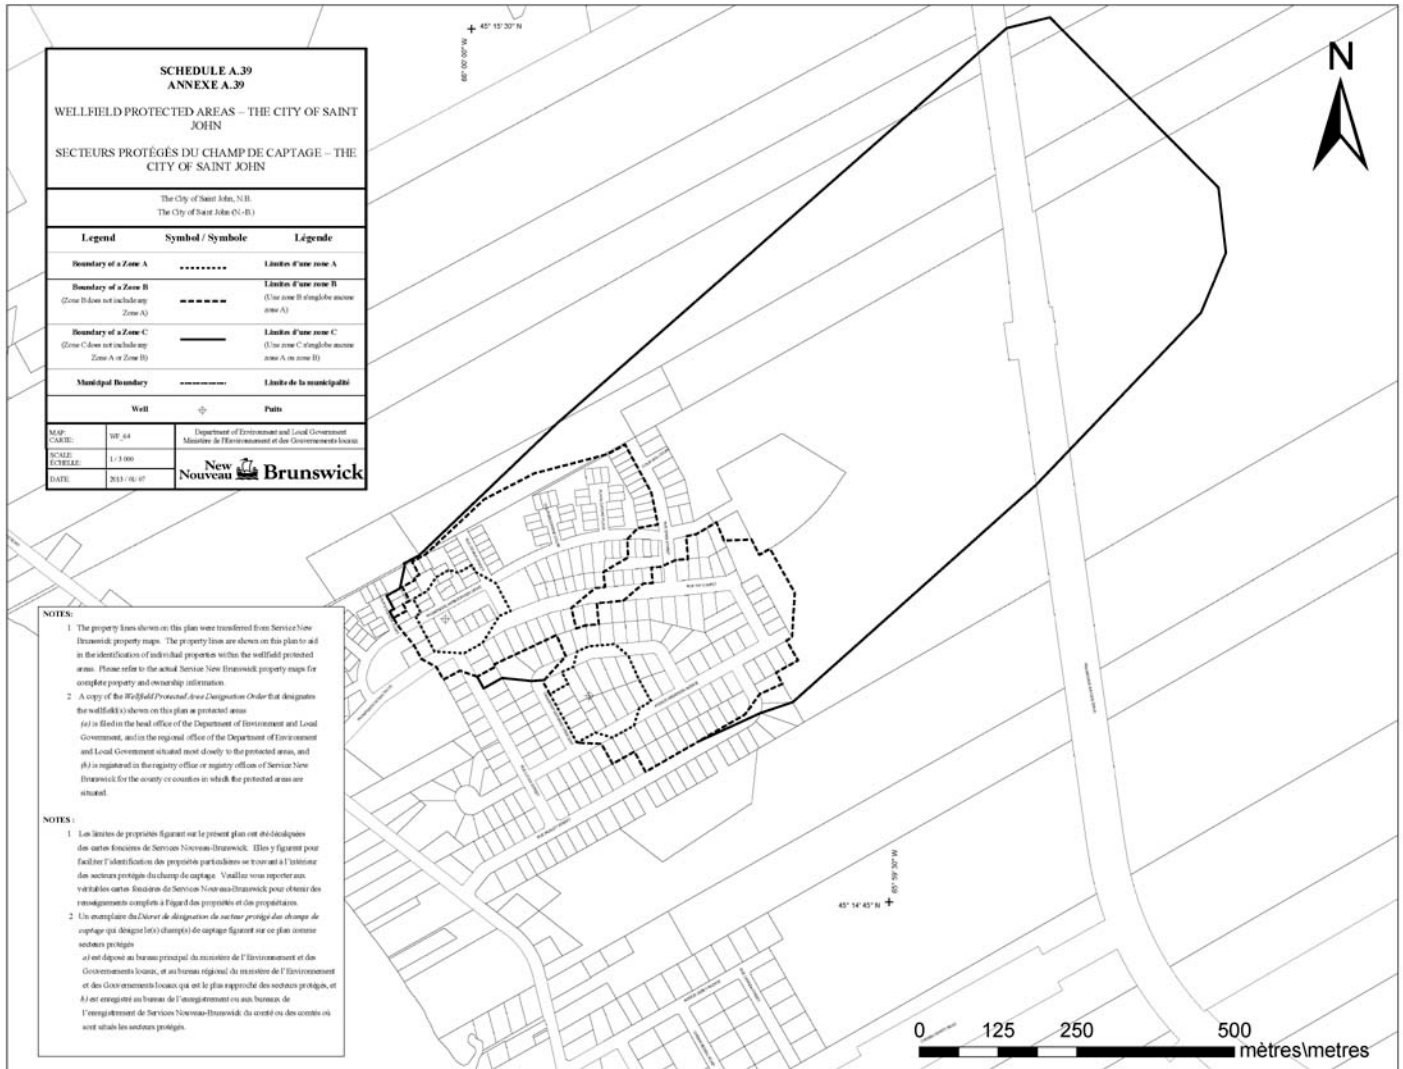 SCHEDULE A.39
ANNEXE A.39
WELLFIELD PROTECTED AREAS – THE CITY OF SAINT
JOHN
SECTEURS PROTÉGÉS DU CHAMP DE CAPTAGE – THE
CITY OF SAINT JOHN
The City of Saint John, N.B.
The City of Saint John (N.-B.)
Legend Symbol / Symbole Légende
Boundary of a Zone A Limites d'une zone A
Boundary of a Zone B Limites d'une zone B
(Zone B does not include any (Une zone B n'englobe aucune
Zone A) zone A)
Boundary of a Zone C Limites d'une zone C
(Zone C does not include any (Une zone C n'englobe aucune
Zone A or Zone B) zone A ou zone B)
Municipal Boundary Limite de la municipalité
Well Puits
MAP:
CARTE: WF_64
Department of Environment and Local Government
Ministère de l'Environnement et des Gouvernements locaux
SCALE
ÉCHELLE: 1 / 3 000
DATE 2013 / 01/ 07
New
Nouveau Brunswick
45° 15' 30" N
66° 00' 00" W
N
NOTES:
1 The property lines shown on this plan were transferred from Service New
Brunswick property maps. The property lines are shown on this plan to aid
in the identification of individual properties within the wellfield protected
areas. Please refer to the actual Service New Brunswick property maps for
complete property and ownership information.
2 A copy of the Wellfield Protected Area Designation Order that designates
the wellfield(s) shown on this plan as protected areas
(a) is filed in the head office of the Department of Environment and Local
Government, and in the regional office of the Department of Environment
and Local Government situated most closely to the protected areas, and
(b) is registered in the registry office or registry offices of Service New
Brunswick for the county or counties in which the protected areas are
situated.
NOTES :
1 Les limites de propriétés figurant sur le présent plan ont été décalquées
des cartes foncières de Services Nouveau-Brunswick. Elles y figurent pour
faciliter l'identification des propriétés particulières se trouvant à l'intérieur
des secteurs protégés du champ de captage. Veuillez vous reporter aux
véritables cartes foncières de Services Nouveau-Brunswick pour obtenir des
renseignements complets à l'égard des propriétés et des propriétaires.
2 Un exemplaire du Décret de désignation du secteur protégé des champs de
captage qui désigne le(s) champ(s) de captage figurant sur ce plan comme
secteurs protégés
a) est déposé au bureau principal du ministère de l'Environnement et des
Gouvernements locaux, et au bureau régional du ministère de l'Environnement
et des Gouvernements locaux qui est le plus rapproché des secteurs protégés, et
b) est enregistré au bureau de l'enregistrement ou aux bureaux de
l'enregistrement de Services Nouveau-Brunswick du comté ou des comtés où
sont situés les secteurs protégés.
65° 59' 30" W
45° 14' 45" N
0 125 250 500
mètres\metres